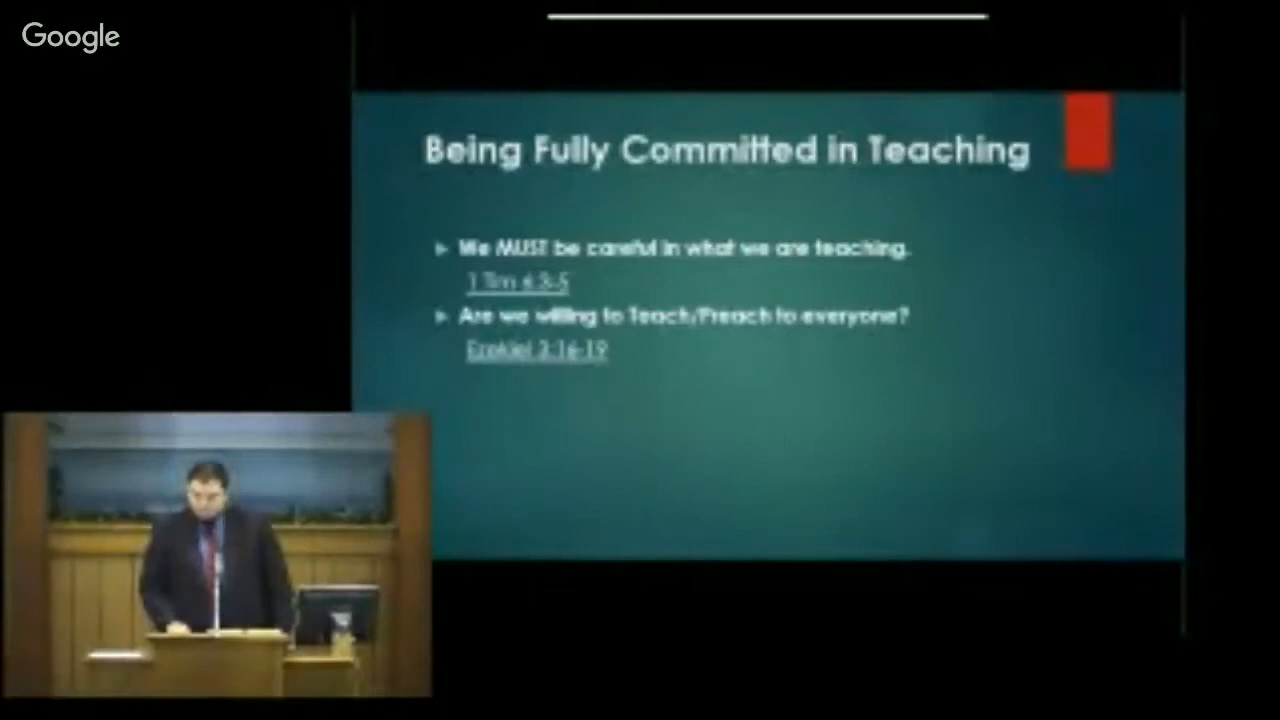 Google
Being Fully Committed in Teaching
We MUST be careful in what we are teaching.
1 Tim 6:3-5
Are we willing to Teach/Preach to everyone?
Ezekiel 3:16-19